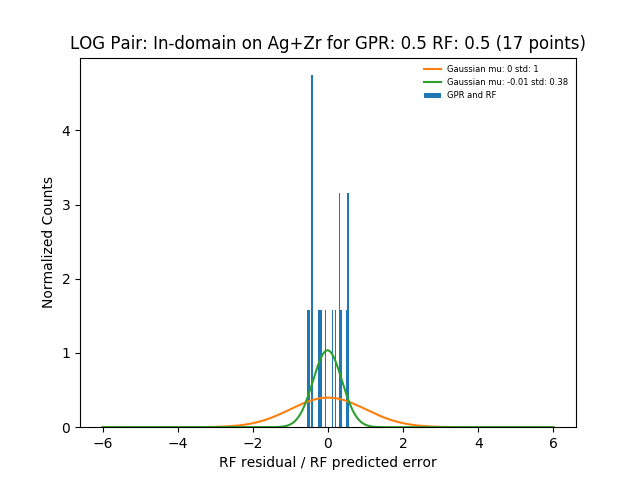 LOG Pair: In-domain on Ag+Zr for GPR: 0.5 RF: 0.5 (17 points)
Gaussian mu: 0 std: 1
Gaussian mu: -0.01 std: 0.38
GPR and RF
Normalized Counts
4
3
2
1
0
−6 −4 −2 0 2 4 6
RF residual / RF predicted error